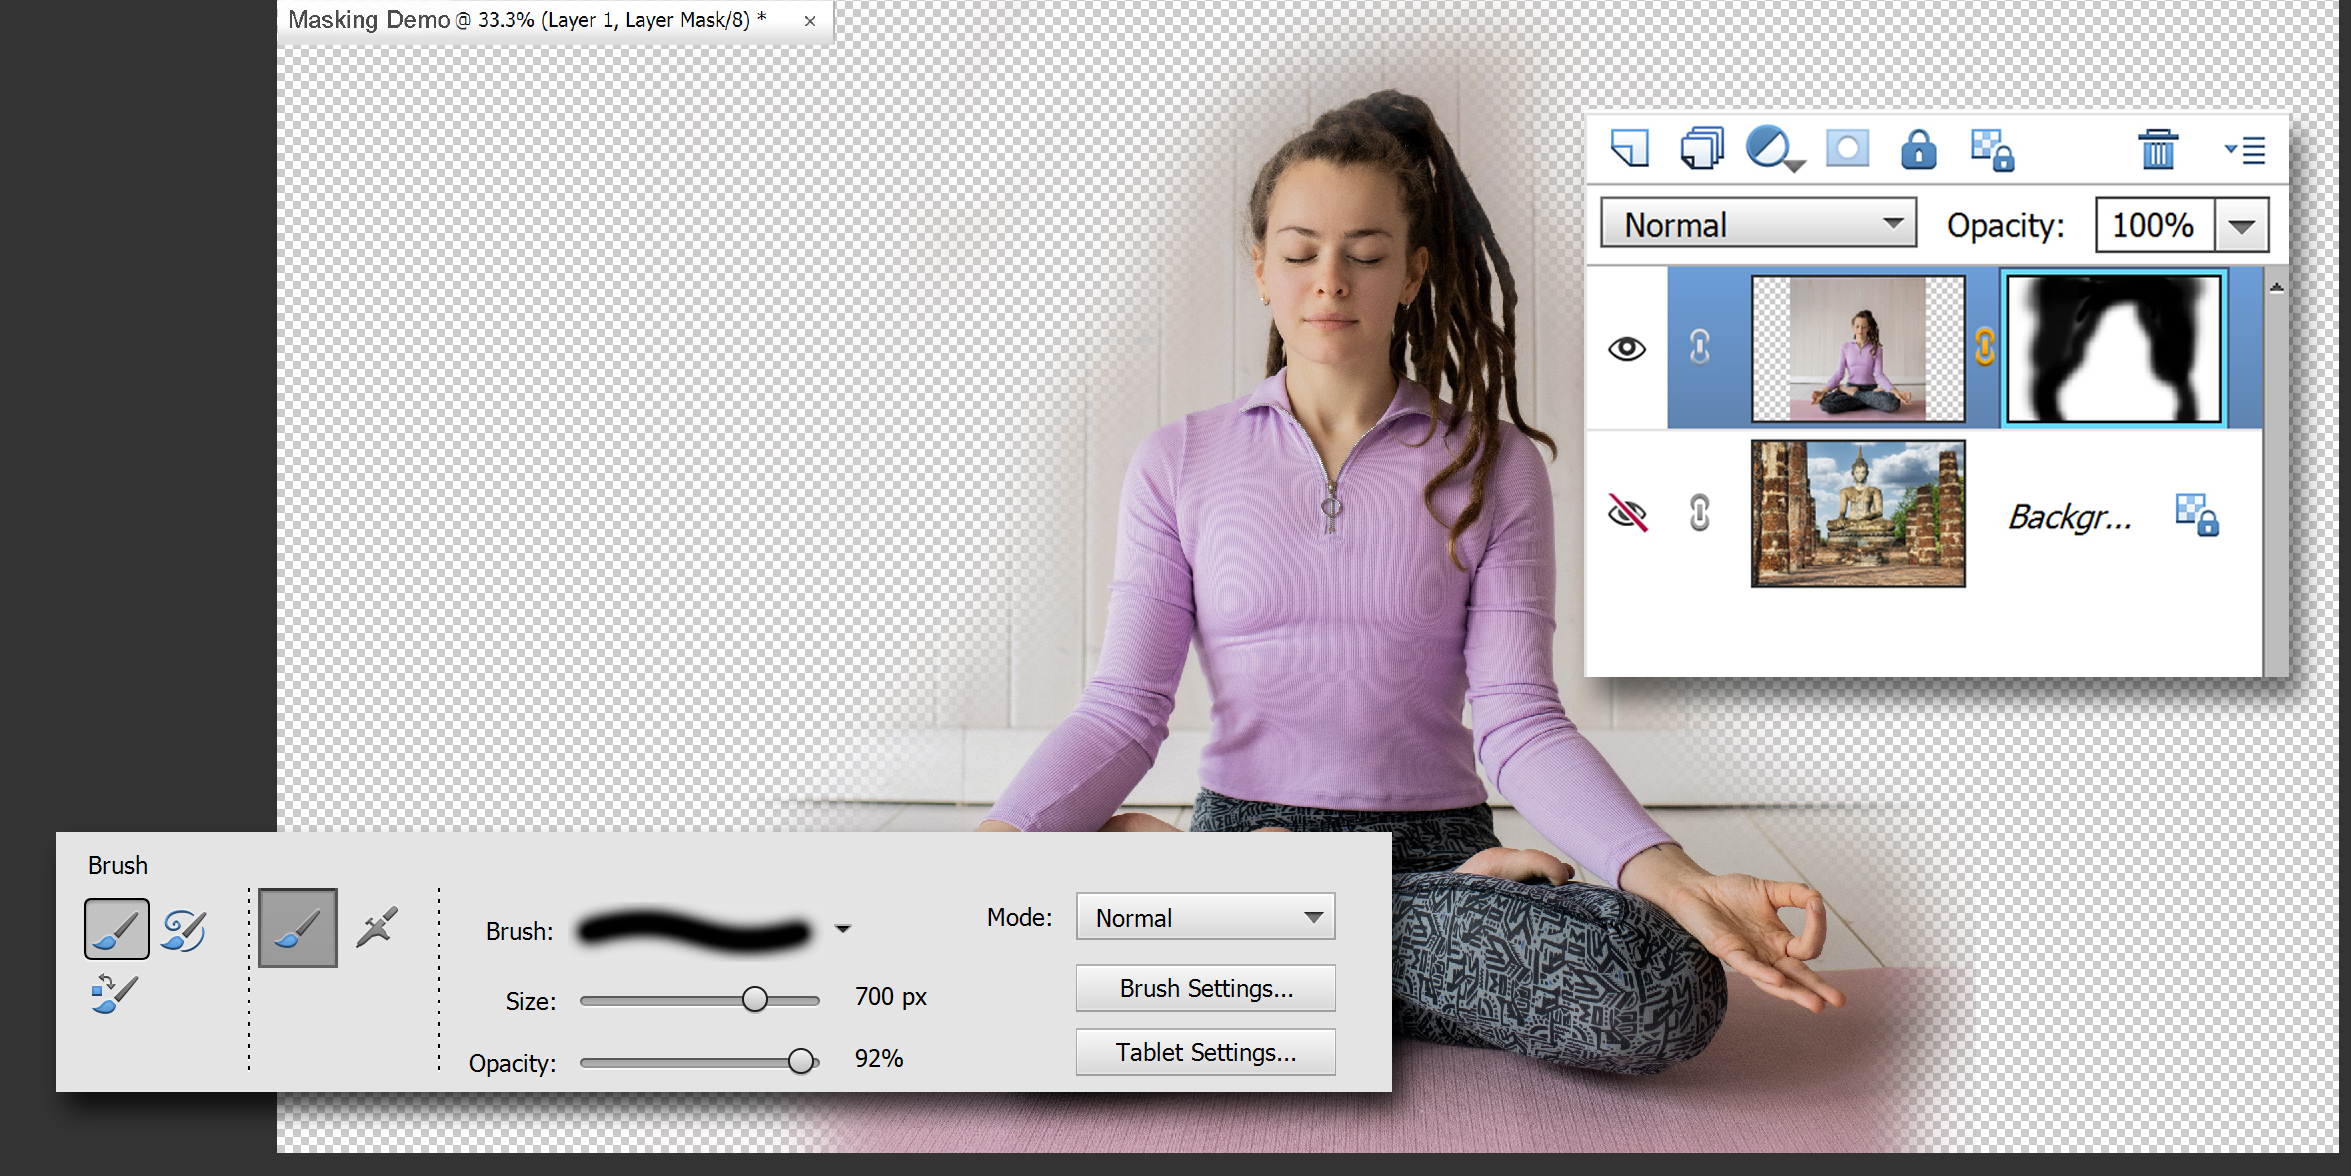 Masking Demo @ 33.3% (Layer 1, Layer Mask/8) * ×
Normal
Opacity: 100%
Backgr...
Brush
Brush:
Size: 700 px
Opacity: 92%
Mode: Normal
Brush Settings...
Tablet Settings...